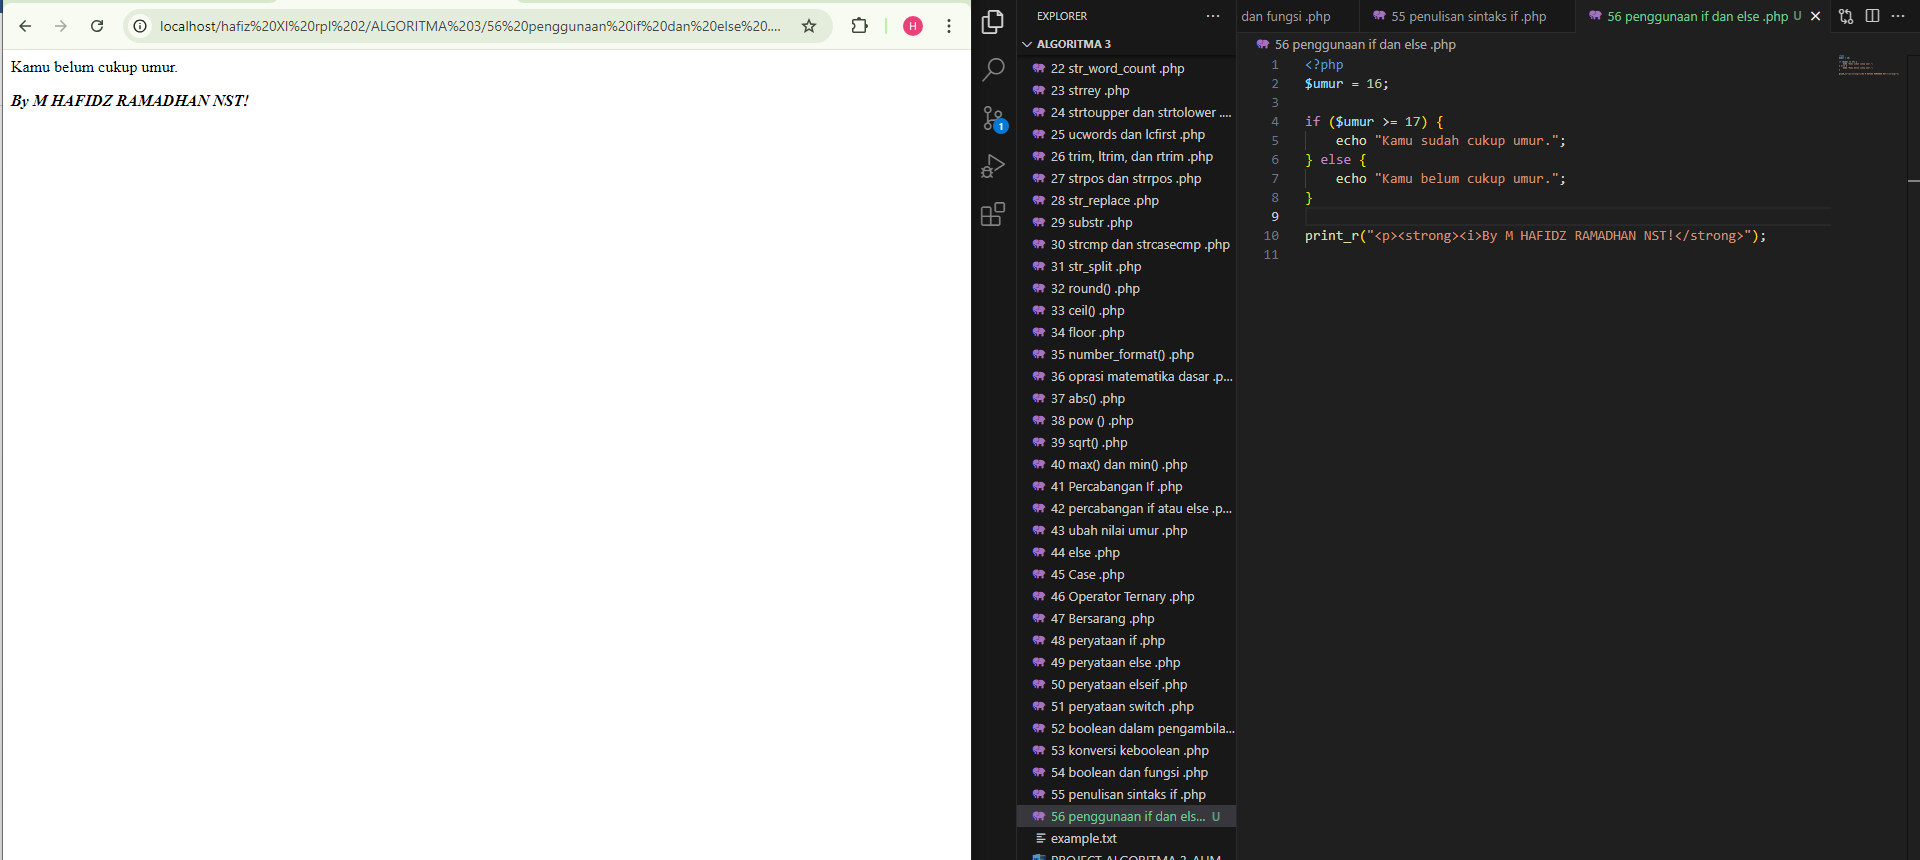 localhost/hafiz%20XI%20rpl%202/ALGORITMA%203/56%20penggunaan%20if%20dan%20else%20....
H
Kamu belum cukup umur.
By M HAFIDZ RAMADHAN NST!
1
EXPLORER
ALGORITMA 3
22 str_word_count .php
23 strrey .php
24 strtoupper dan strtolower ....
25 ucwords dan lcfirst .php
26 trim, ltrim, dan rtrim .php
27 strpos dan strrpos .php
28 str_replace .php
29 substr .php
30 strcmp dan strcasecmp .php
31 str_split .php
32 round() .php
33 ceil() .php
34 floor .php
35 number_format() .php
36 oprasi matematika dasar .p...
37 abs() .php
38 pow () .php
39 sqrt() .php
40 max() dan min() .php
41 Percabangan If .php
42 percabangan if atau else .p...
43 ubah nilai umur .php
44 else .php
45 Case .php
46 Operator Ternary .php
47 Bersarang .php
48 peryataan if .php
49 peryataan else .php
50 peryataan elseif .php
51 peryataan switch .php
52 boolean dalam pengambila...
53 konversi keboolean .php
54 boolean dan fungsi .php
55 penulisan sintaks if .php
56 penggunaan if dan els... U
example.txt
dan fungsi .php 55 penulisan sintaks if .php 56 penggunaan if dan else .php U
56 penggunaan if dan else .php
1 <?php
2 $umur = 16;
3
4 if ($umur >= 17) {
5 echo "Kamu sudah cukup umur.";
6 } else {
7 echo "Kamu belum cukup umur.";
8 }
9
10 print_r("<p><strong><i>By M HAFIDZ RAMADHAN NST!</strong>");
11